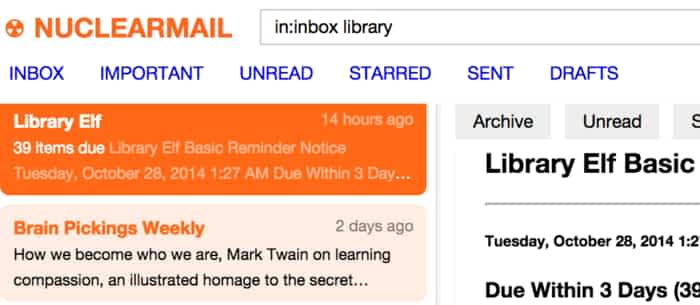 ☢ NUCLEARMAIL
in:inbox library
INBOX IMPORTANT UNREAD STARRED SENT DRAFTS
Library Elf 14 hours ago
39 items due Library Elf Basic Reminder Notice
Tuesday, October 28, 2014 1:27 AM Due Within 3 Day…
Brain Pickings Weekly 2 days ago
How we become who we are, Mark Twain on learning
compassion, an illustrated homage to the secret…
Archive Unread S
Library Elf Basic
Tuesday, October 28, 2014 1:2
Due Within 3 Days (39